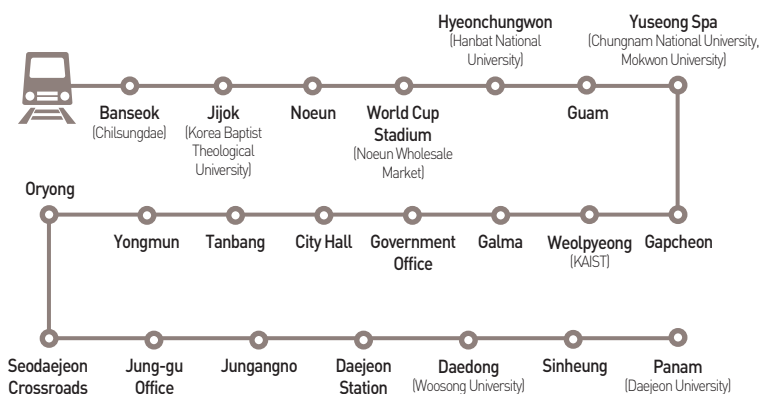 Hyeonchungwon
(Hanbat National
University)
Yuseong Spa
(Chungnam National University,
Mokwon University)
Banseok
(Chilsungdae)
Jijok
(Korea Baptist
Theological
University)
Noeun
World Cup
Stadium
(Noeun Wholesale
Market)
Guam
Oryong
Yongmun
Tanbang
City Hall
Government
Office
Galma
Weolpyeong
(KAIST)
Gapcheon
Seodaejeon
Crossroads
Jung-gu
Office
Jungangno
Daejeon
Station
Daedong
(Woosong University)
Sinheung
Panam
(Daejeon University)